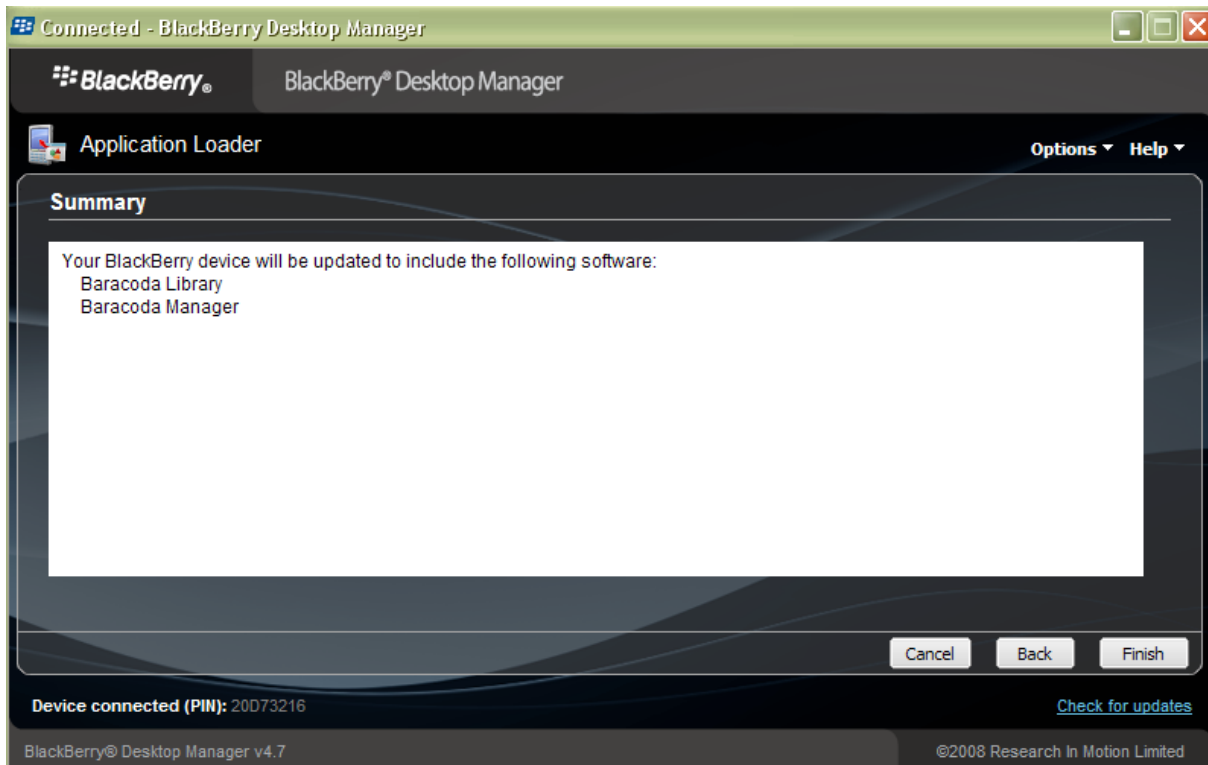 Connected - BlackBerry Desktop Manager
BlackBerry® BlackBerry® Desktop Manager
Application Loader Options Help
Summary
Your BlackBerry device will be updated to include the following software:
Baracoda Library
Baracoda Manager
Cancel Back Finish
Device connected (PIN): 20D73216 Check for updates
BlackBerry® Desktop Manager v4.7 ©2008 Research In Motion Limited